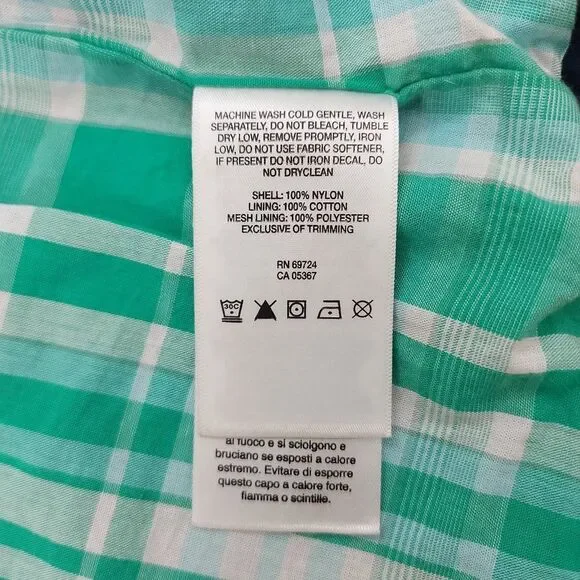 MACHINE WASH COLD GENTLE, WASH
SEPARATELY, DO NOT BLEACH, TUMBLE
DRY LOW, REMOVE PROMPTLY, IRON
LOW, DO NOT USE FABRIC SOFTENER,
IF PRESENT DO NOT IRON DECAL, DO
NOT DRYCLEAN
SHELL: 100% NYLON
LINING: 100% COTTON
MESH LINING: 100% POLYESTER
EXCLUSIVE OF TRIMMING
RN 69724
CA 05367
30C
al fuoco e si sciolgono e
bruciano se esposti a calore
estremo. Evitare di esporre
questo capo a calore forte,
fiamma o scintille.